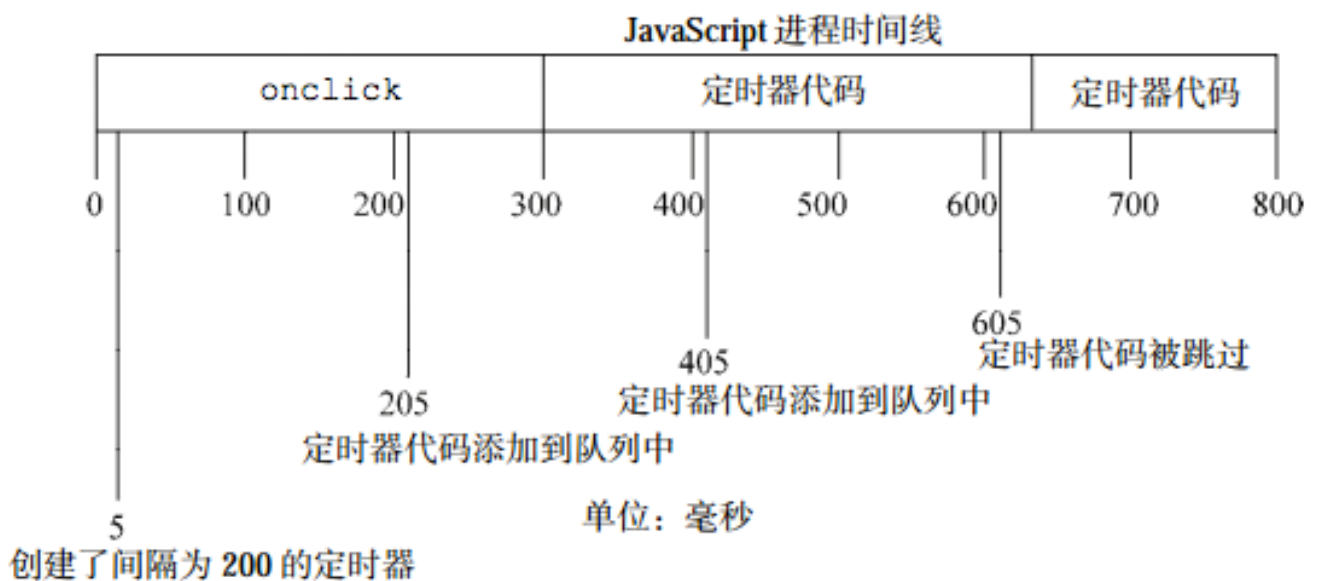 JavaScript 进程时间线
onclick 定时器代码 定时器代码
0 100 200 300 400 500 600 700 800
605
定时器代码被跳过
405
定时器代码添加到队列中
205
定时器代码添加到队列中
单位：毫秒
5
创建了间隔为 200 的定时器